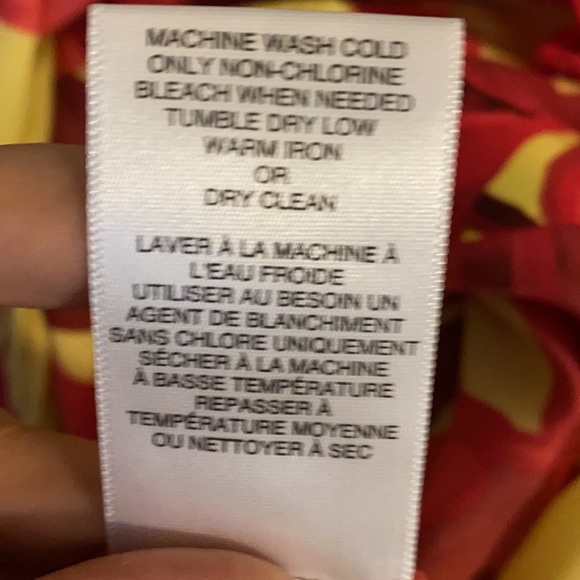 MACHINE WASH COLD
ONLY NON-CHLORINE
BLEACH WHEN NEEDED
TUMBLE DRY LOW
WARM IRON
OR
DRY CLEAN
LAVER À LA MACHINE À
L'EAU FROIDE
UTILISER AU BESOIN UN
AGENT DE BLANCHIMENT
SANS CHLORE UNIQUEMENT
SÉCHER À LA MACHINE
À BASSE TEMPÉRATURE
REPASSER À
TEMPÉRATURE MOYENNE
OU NETTOYER À SEC